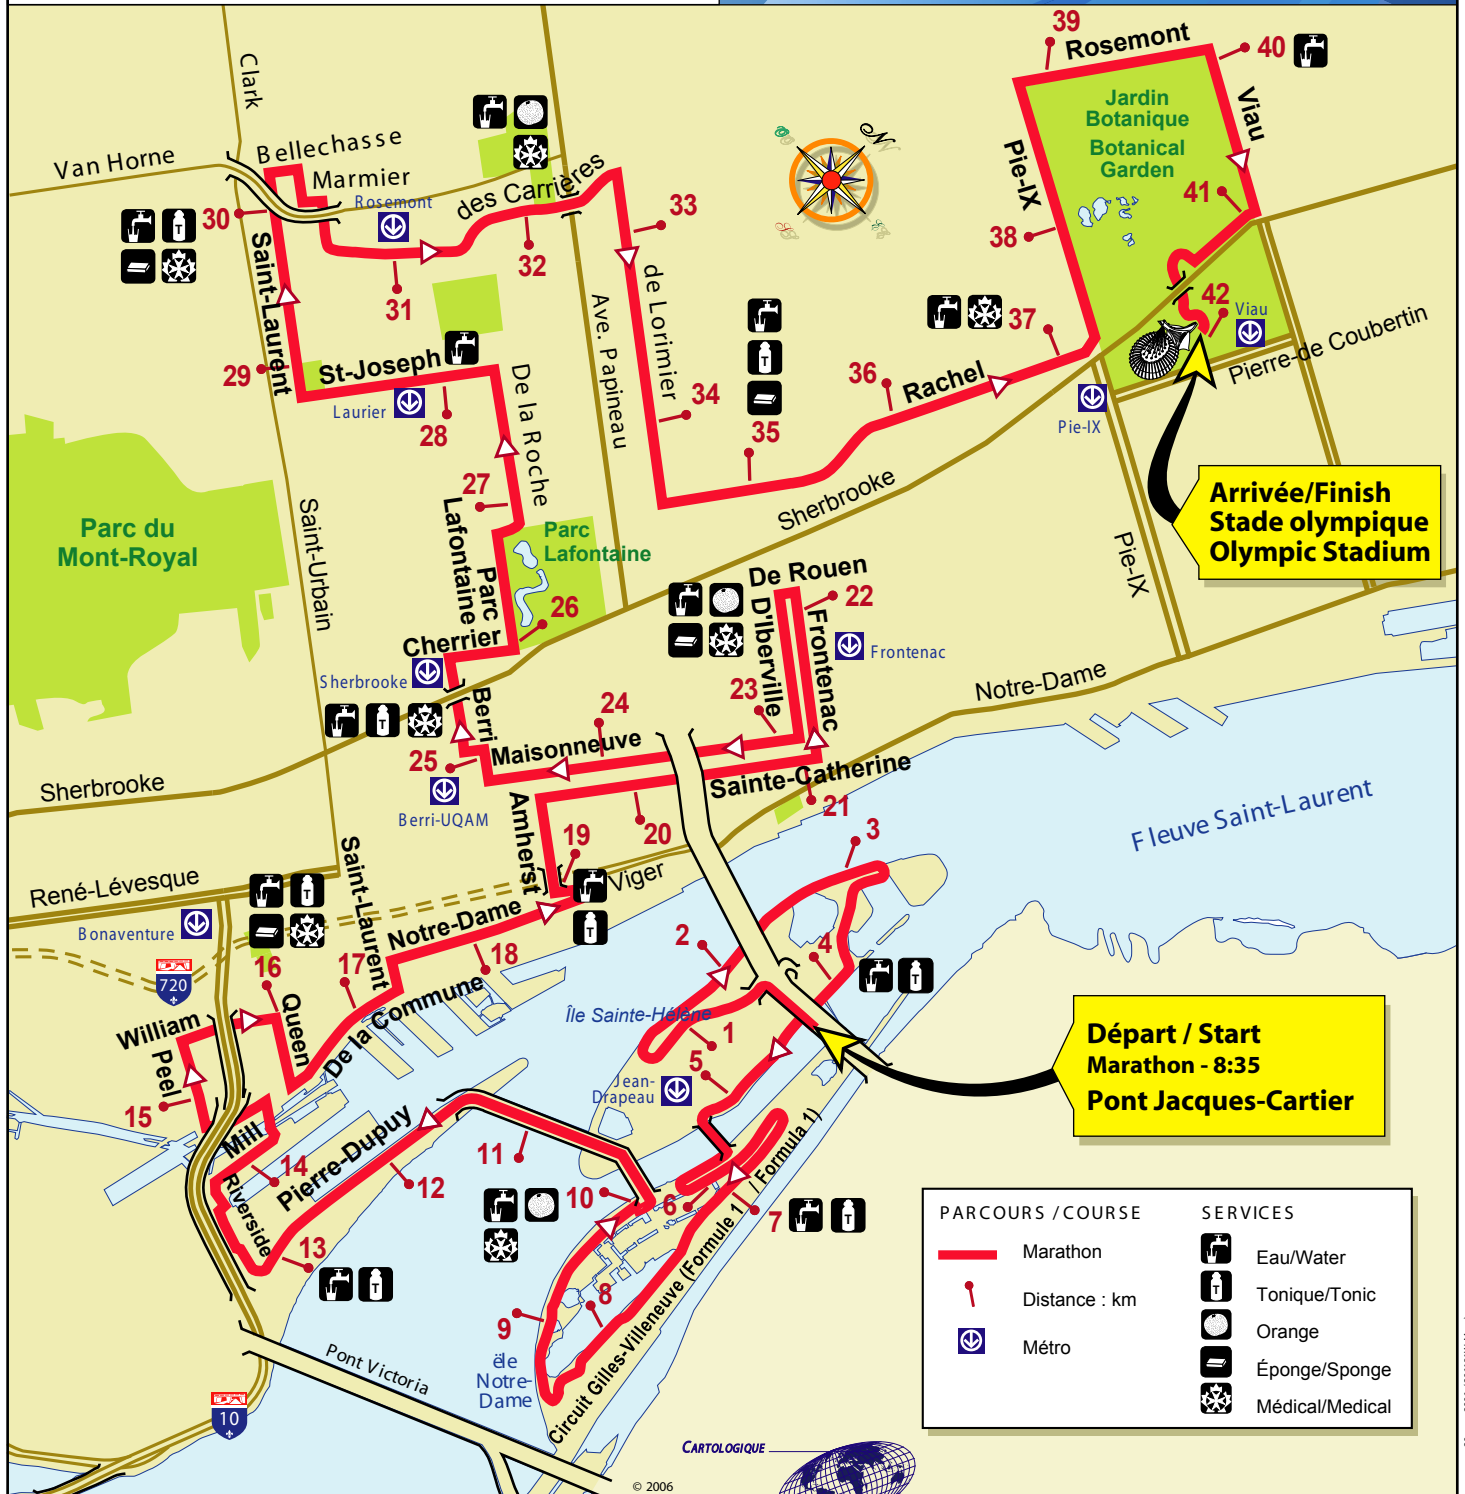 39
Rosemont
40
Clark
Jardin
Botanique
Botanical
Garden
Viau
Bellechasse
Van Horne
Marmier
Rosemont
des Carrières
N
Pie-IX
41
30
33
38
32
31
Saint-Laurent
de Lorimier
Ave. Papineau
42
Viau
37
Pierre-de Coubertin
St-Joseph
29
Laurier
28
De la Roche
36
Rachel
34
35
Pie-IX
27
Sherbrooke
Arrivée/Finish
Stade olympique
Olympic Stadium
Parc du
Mont-Royal
Saint-Urbain
Parc
Lafontaine
Parc
Lafontaine
Pie-IX
De Rouen
22
26
Cherrier
D'Iberville
Frontenac
Frontenac
Sherbrooke
Notre-Dame
Berri
24
23
25
Maisonneuve
Sainte-Catherine
Sherbrooke
Berri-UQAM
Amherst
20
21
3
Fleuve Saint-Laurent
19
Saint-Laurent
René-Lévesque
Viger
Bonaventure
Notre-Dame
2
4
16
17
18
720
Queen
De la Commune
Île Sainte-Hélène
1
William
Peel
5
Jean-
Drapeau
Départ / Start
Marathon - 8:35
Pont Jacques-Cartier
15
Mill
Pierre-Dupuy
11
14
12
10
6
7
Riverside
13
Circuit Gilles-Villeneuve (Formule 1 / Formula 1)
8
9
ële
Notre-
Dame
Pont Victoria
10
PARCOURS / COURSE
Marathon
Distance : km
Métro
SERVICES
Eau/Water
T
Tonique/Tonic
Orange
Éponge/Sponge
Médical/Medical
CARTOLOGIQUE
© 2006